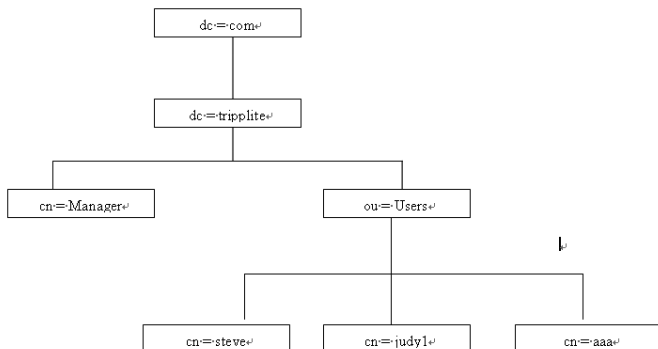 dc = com
dc = tripplite
cn = Manager
ou = Users
cn = steve
cn = judy1
cn = aaa